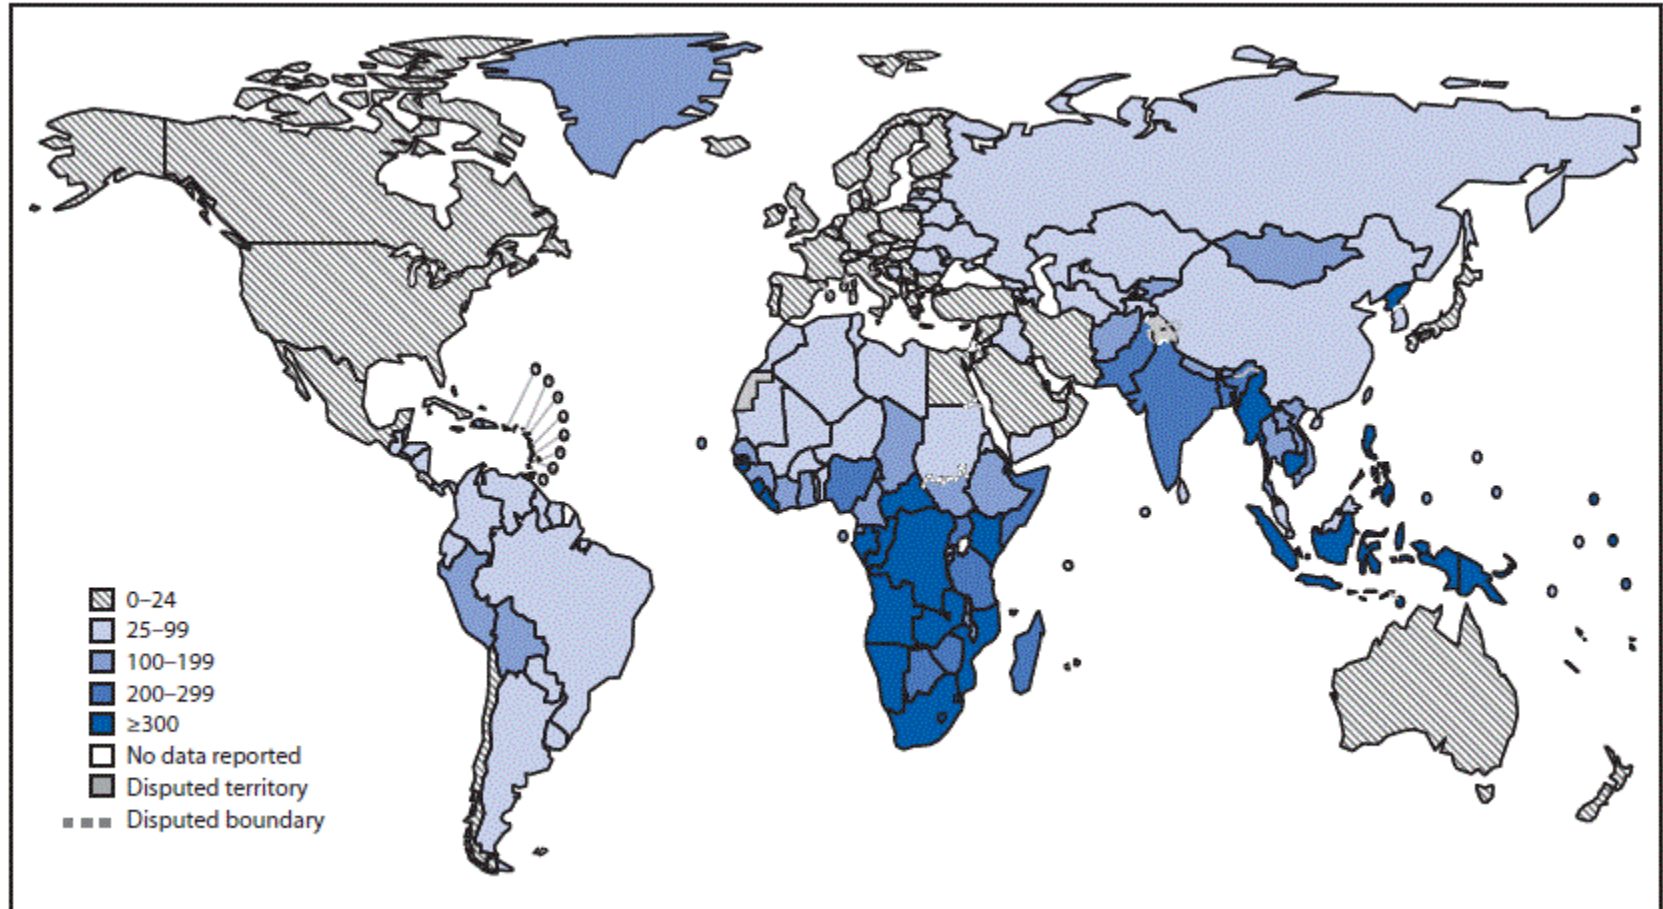 0–24
25–99
100–199
200–299
≥300
No data reported
Disputed territory
Disputed boundary